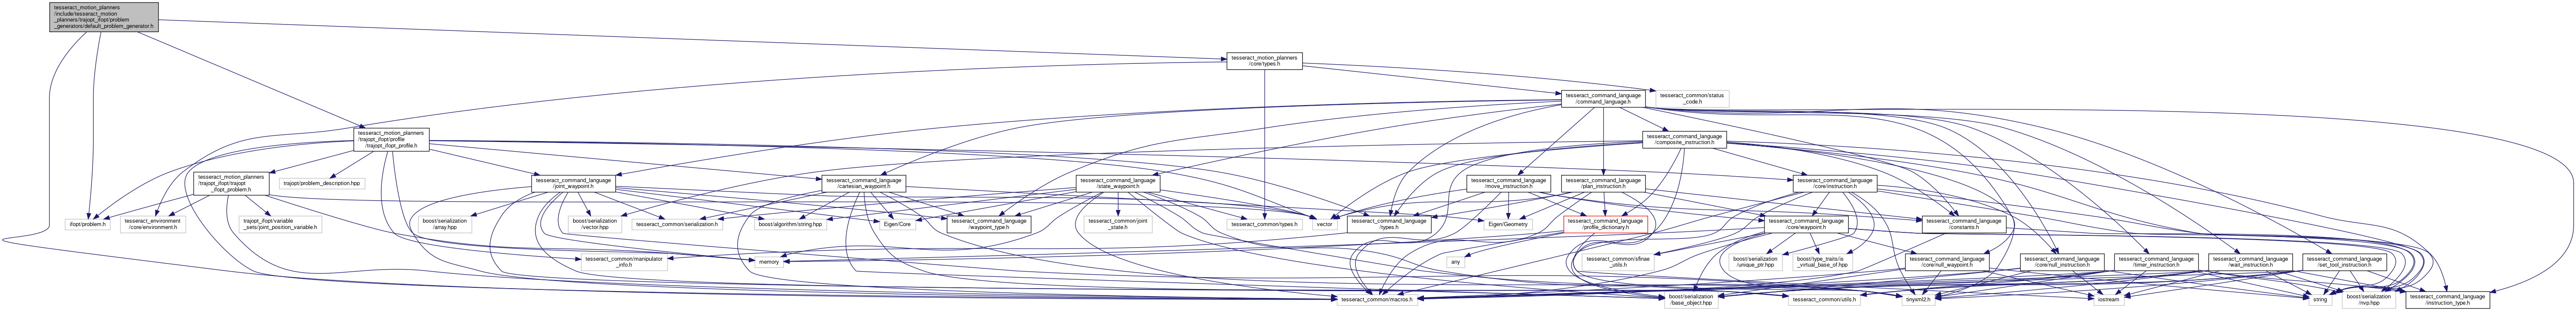 tesseract_motion_planners
/include/tesseract_motion
_planners/trajopt_ifopt/problem
_generators/default_problem_generator.h
tesseract_motion_planners
/core/types.h
tesseract_common/status
_code.h
tesseract_command_language
/command_language.h
tesseract_motion_planners
/trajopt_ifopt/profile
/trajopt_ifopt_profile.h
tesseract_command_language
/composite_instruction.h
tesseract_motion_planners
/trajopt_ifopt/trajopt
_ifopt_problem.h
trajopt/problem_description.hpp
tesseract_command_language
/joint_waypoint.h
tesseract_command_language
/cartesian_waypoint.h
tesseract_command_language
/state_waypoint.h
tesseract_command_language
/move_instruction.h
tesseract_command_language
/plan_instruction.h
tesseract_command_language
/core/instruction.h
ifopt/problem.h
tesseract_environment
/core/environment.h
trajopt_ifopt/variable
_sets/joint_position_variable.h
boost/serialization
/array.hpp
boost/serialization
/vector.hpp
tesseract_common/serialization.h
boost/algorithm/string.hpp
Eigen/Core
tesseract_command_language
/waypoint_type.h
tesseract_common/joint
_state.h
tesseract_common/types.h
vector
tesseract_command_language
/types.h
Eigen/Geometry
tesseract_command_language
/profile_dictionary.h
tesseract_command_language
/core/waypoint.h
tesseract_command_language
/constants.h
tesseract_common/manipulator
_info.h
memory
any
tesseract_common/sfinae
_utils.h
boost/serialization
/unique_ptr.hpp
boost/type_traits/is
_virtual_base_of.hpp
tesseract_command_language
/core/null_waypoint.h
tesseract_command_language
/core/null_instruction.h
tesseract_command_language
/timer_instruction.h
tesseract_command_language
/wait_instruction.h
tesseract_command_language
/set_tool_instruction.h
tesseract_common/macros.h
boost/serialization
/base_object.hpp
tesseract_common/utils.h
tinyxml2.h
iostream
string
boost/serialization
/nvp.hpp
tesseract_command_language
/instruction_type.h